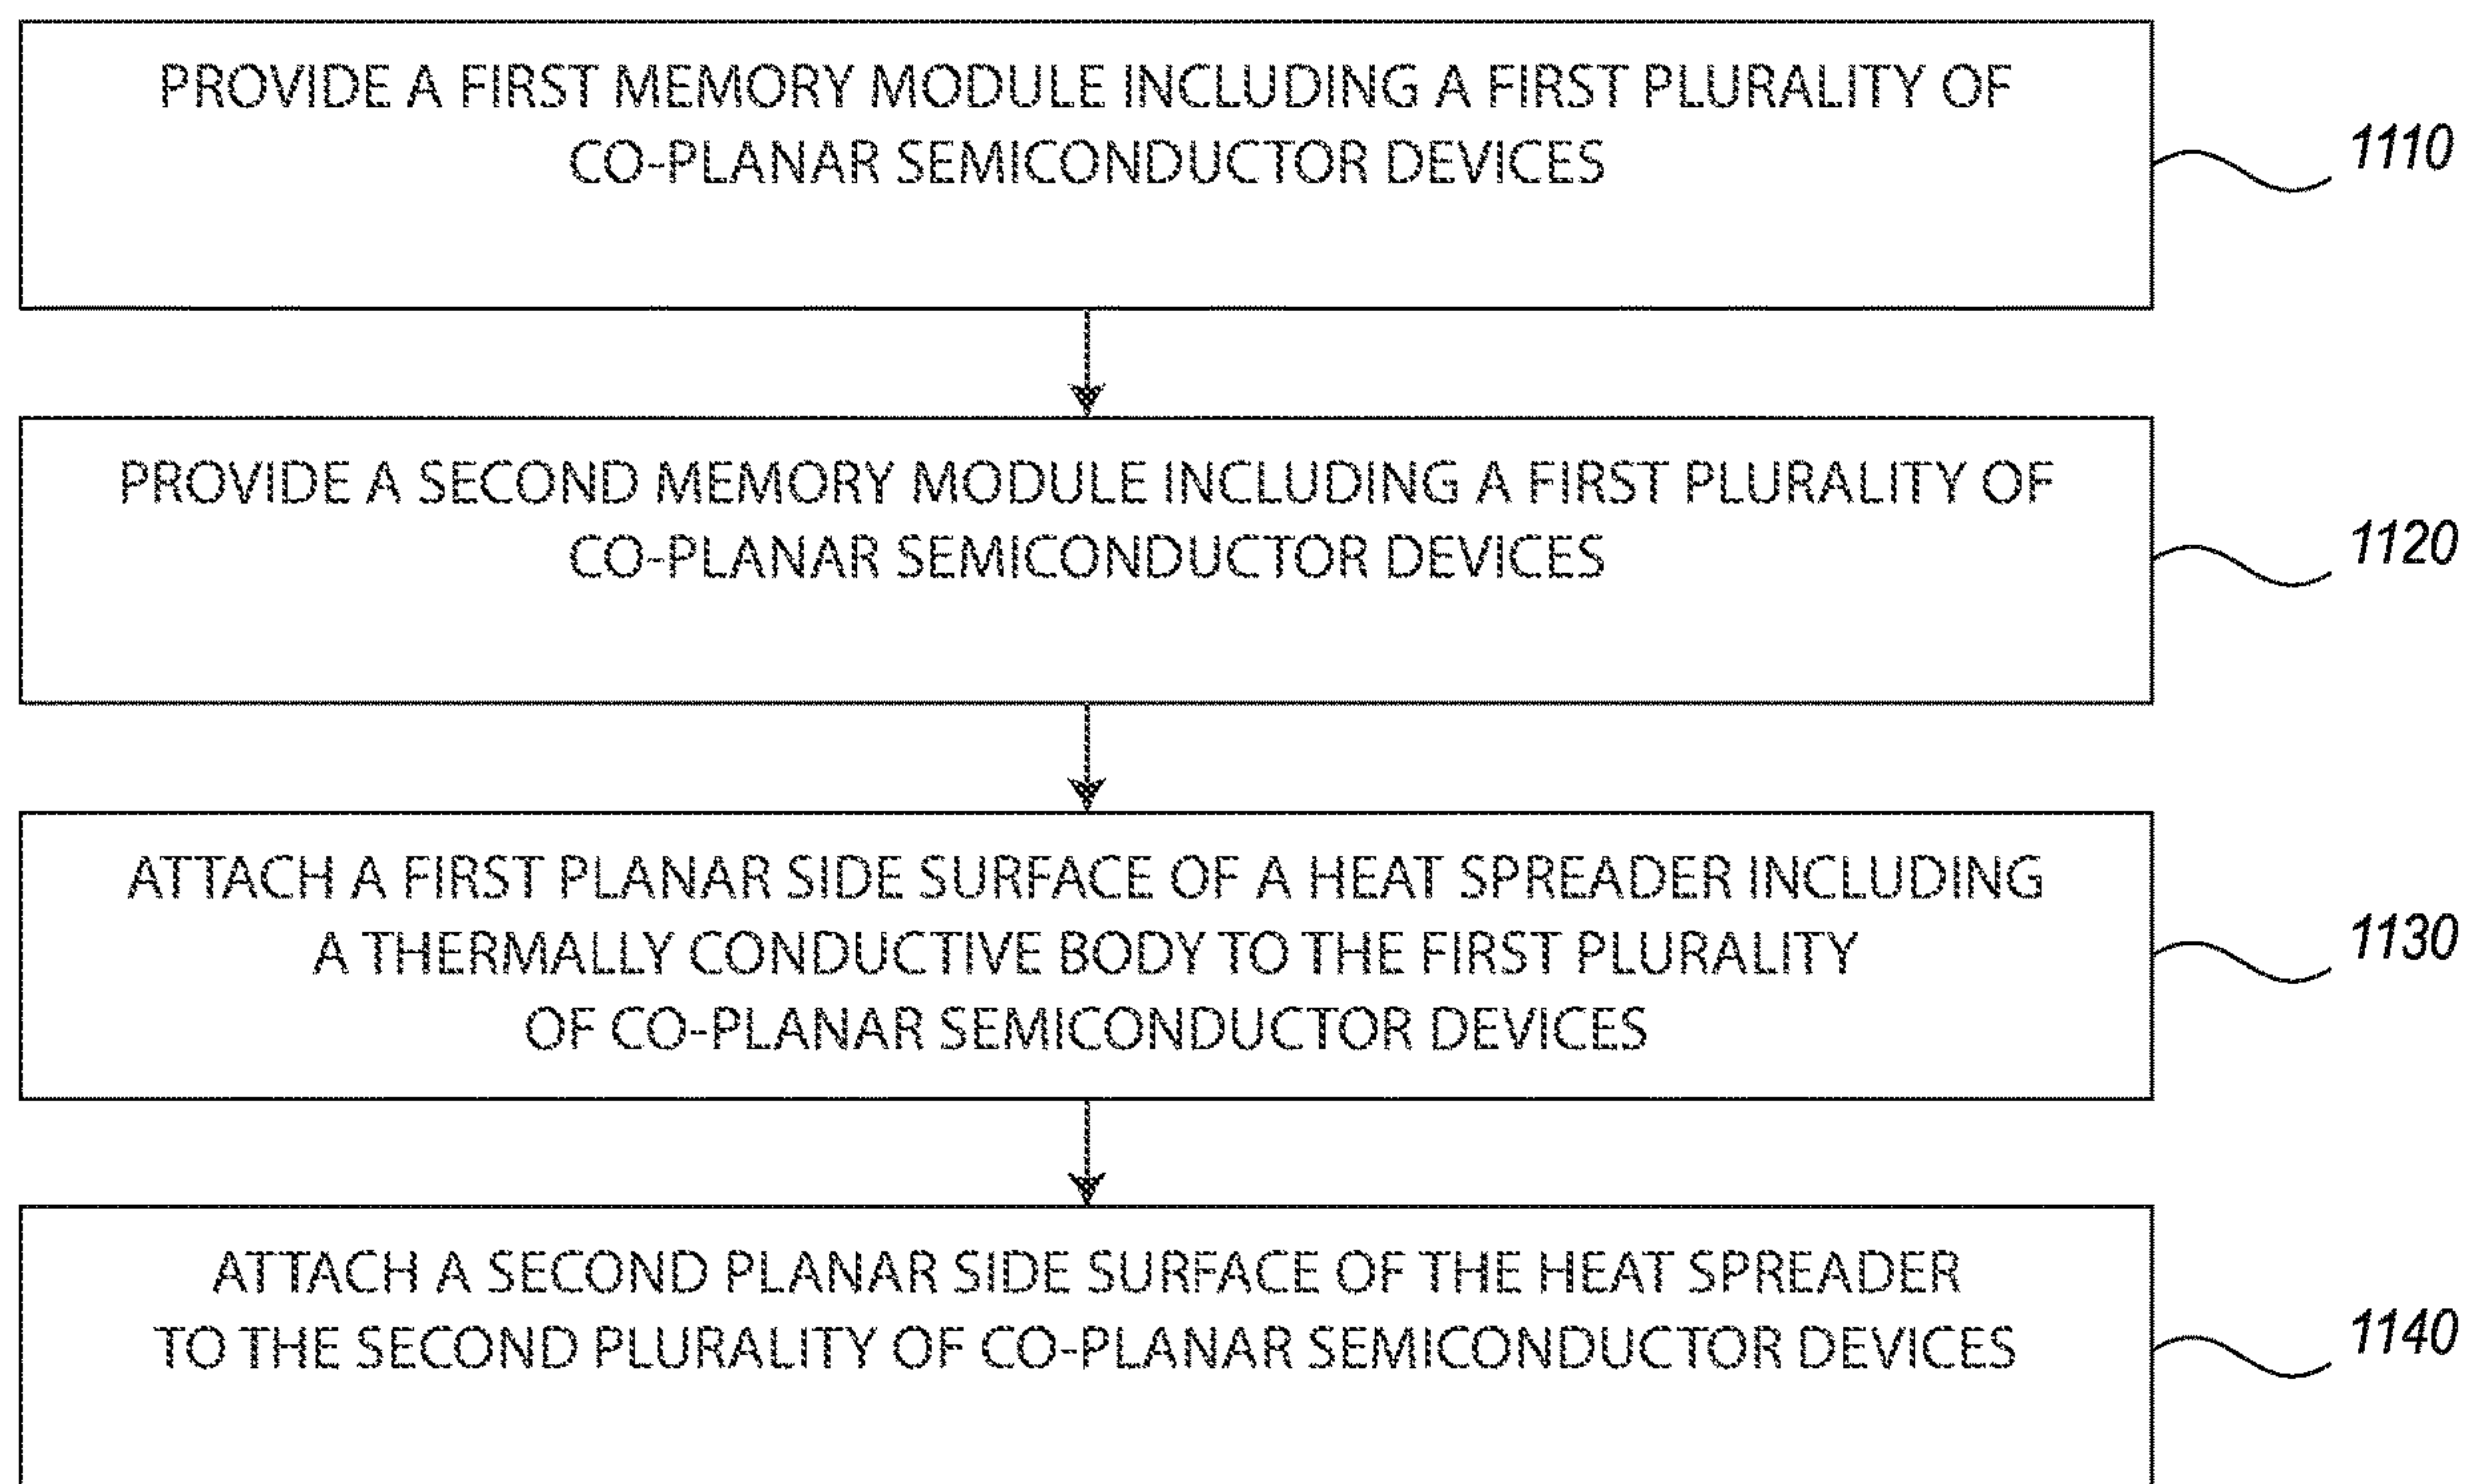 PROVIDE A FIRST MEMORY MODULE INCLUDING A FIRST PLURALITY OF
CO-PLANAR SEMICONDUCTOR DEVICES
1110
PROVIDE A SECOND MEMORY MODULE INCLUDING A FIRST PLURALITY OF
CO-PLANAR SEMICONDUCTOR DEVICES
1120
ATTACH A FIRST PLANAR SIDE SURFACE OF A HEAT SPREADER INCLUDING
A THERMALLY CONDUCTIVE BODY TO THE FIRST PLURALITY
OF CO-PLANAR SEMICONDUCTOR DEVICES
1130
ATTACH A SECOND PLANAR SIDE SURFACE OF THE HEAT SPREADER
TO THE SECOND PLURALITY OF CO-PLANAR SEMICONDUCTOR DEVICES
1140